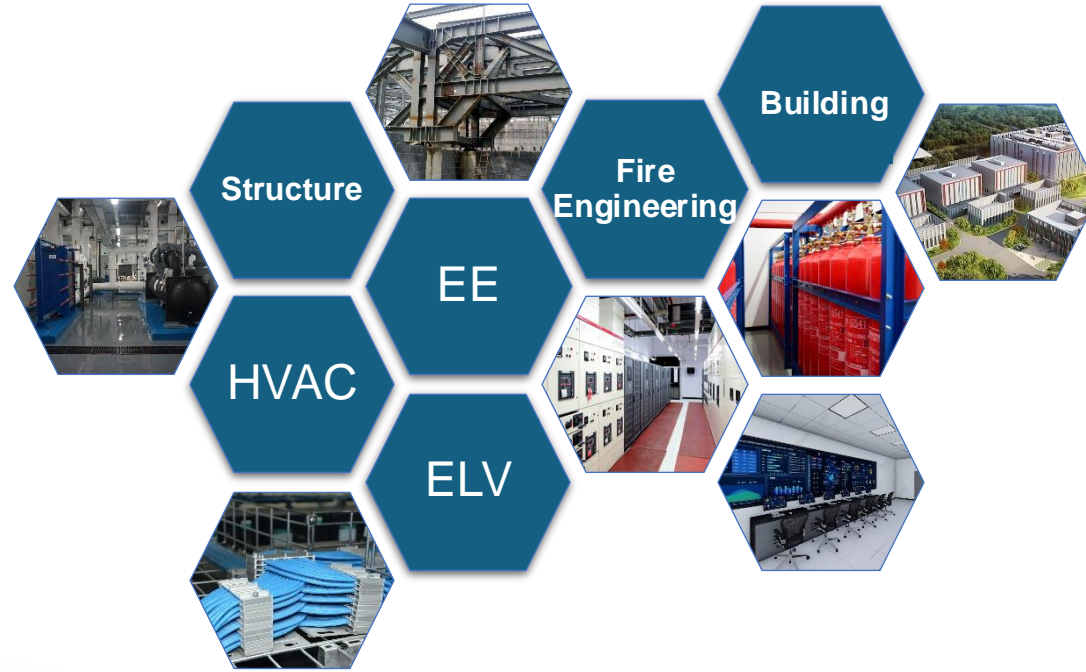 Building
Structure
Fire
Engineering
EE
HVAC
ELV